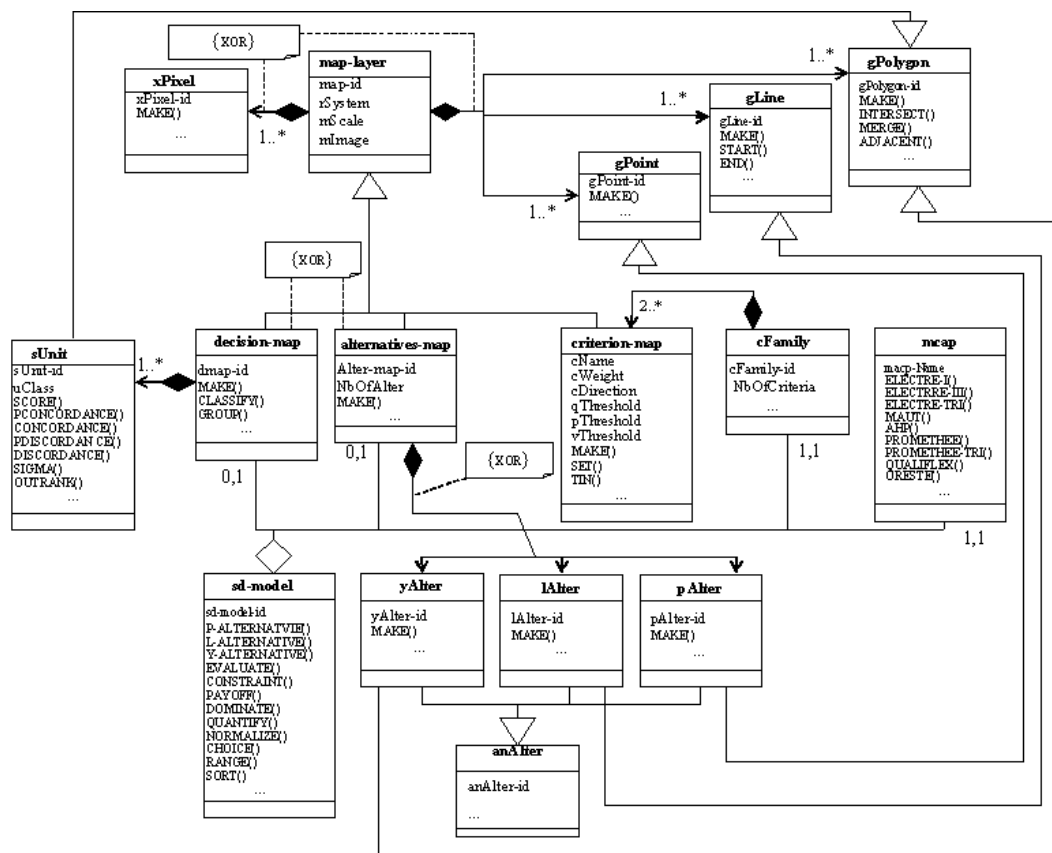 {XOR}
map-layer
map-id
rSystem
mScale
mImage
xPixel
xPixel-id
MAKE()
...
1..*
1..*
1..*
1..*
gPolygon
gPolygon-id
MAKE()
INTERSECT()
MERGE()
ADJACENT()
...
gLine
gLine-id
MAKE()
START()
END()
...
gPoint
gPoint-id
MAKE()
...
{XOR}
2..*
sUnit
sUnit-id
uClass
SCORE()
PCONCORDANCE()
CONCORDANCE()
PDISCORDANCE()
DISCORDANCE()
SIGMA()
OUTRANK()
...
1..*
decision-map
dmap-id
MAKE()
CLASSIFY()
GROUP()
...
0,1
alternatives-map
Alter-map-id
NbOfAlter
MAKE()
...
0,1
{XOR}
criterion-map
cName
cWeight
cDirection
qThreshold
pThreshold
vThreshold
MAKE()
SET()
TIN()
...
cFamily
cFamily-id
NbOfCriteria
...
1,1
mcap
macp-Name
ELECTRE-I()
ELECTRRE-III()
ELECTRE-TRI()
MAUT()
AHP()
PROMETHEE()
PROMETHEE-TRI()
QUALIFLEX()
ORESTE()
...
1,1
sd-model
sd-model-id
P-ALTERNATVIE()
L-ALTERNATIVE()
Y-ALTERNATIVE()
EVALUATE()
CONSTRAINT()
PAYOFF()
DOMINATE()
QUANTIFY()
NORMALIZE()
CHOICE()
RANGE()
SORT()
...
yAlter
yAlter-id
MAKE()
...
lAlter
lAlter-id
MAKE()
...
pAlter
pAlter-id
MAKE()
...
anAlter
anAlter-id
...